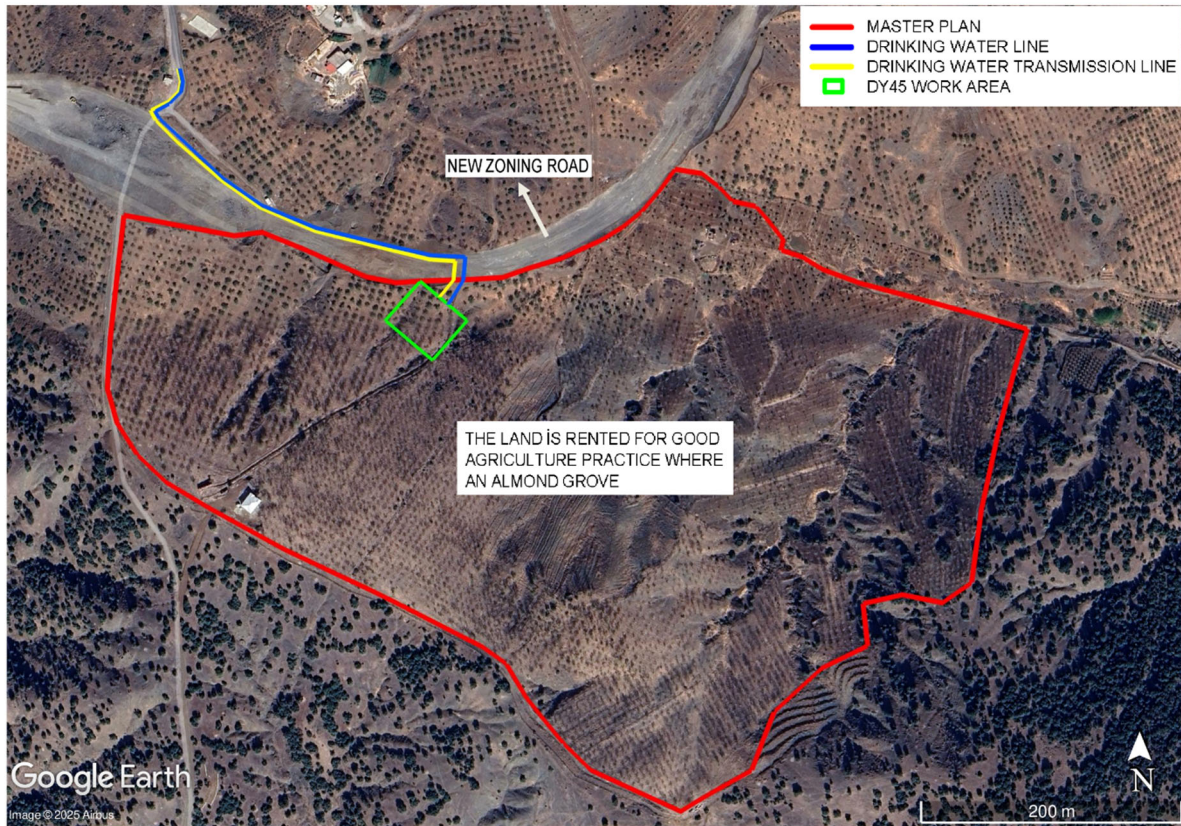 MASTER PLAN
DRINKING WATER LINE
DRINKING WATER TRANSMISSION LINE
DY45 WORK AREA
NEW ZONING ROAD
THE LAND İS RENTED FOR GOOD
AGRICULTURE PRACTICE WHERE
AN ALMOND GROVE
Google Earth
Image © 2025 Airbus
N
200 m